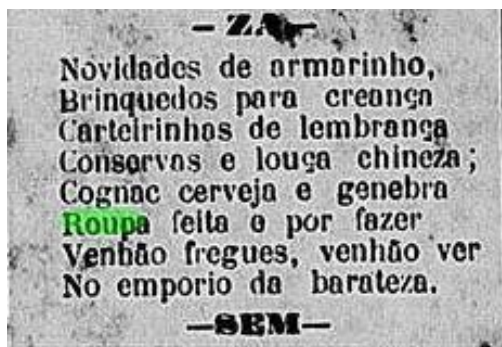 — ZA
Novidades de armarinho,
Brinquedos para creança
Carteirinhas de lembrança
Conservas e louça chineza;
Cognac cerveja e genebra
Roupa feita e por fazer
Venhão fregues, venhão ver
No emporio da barateza.
—SEM—